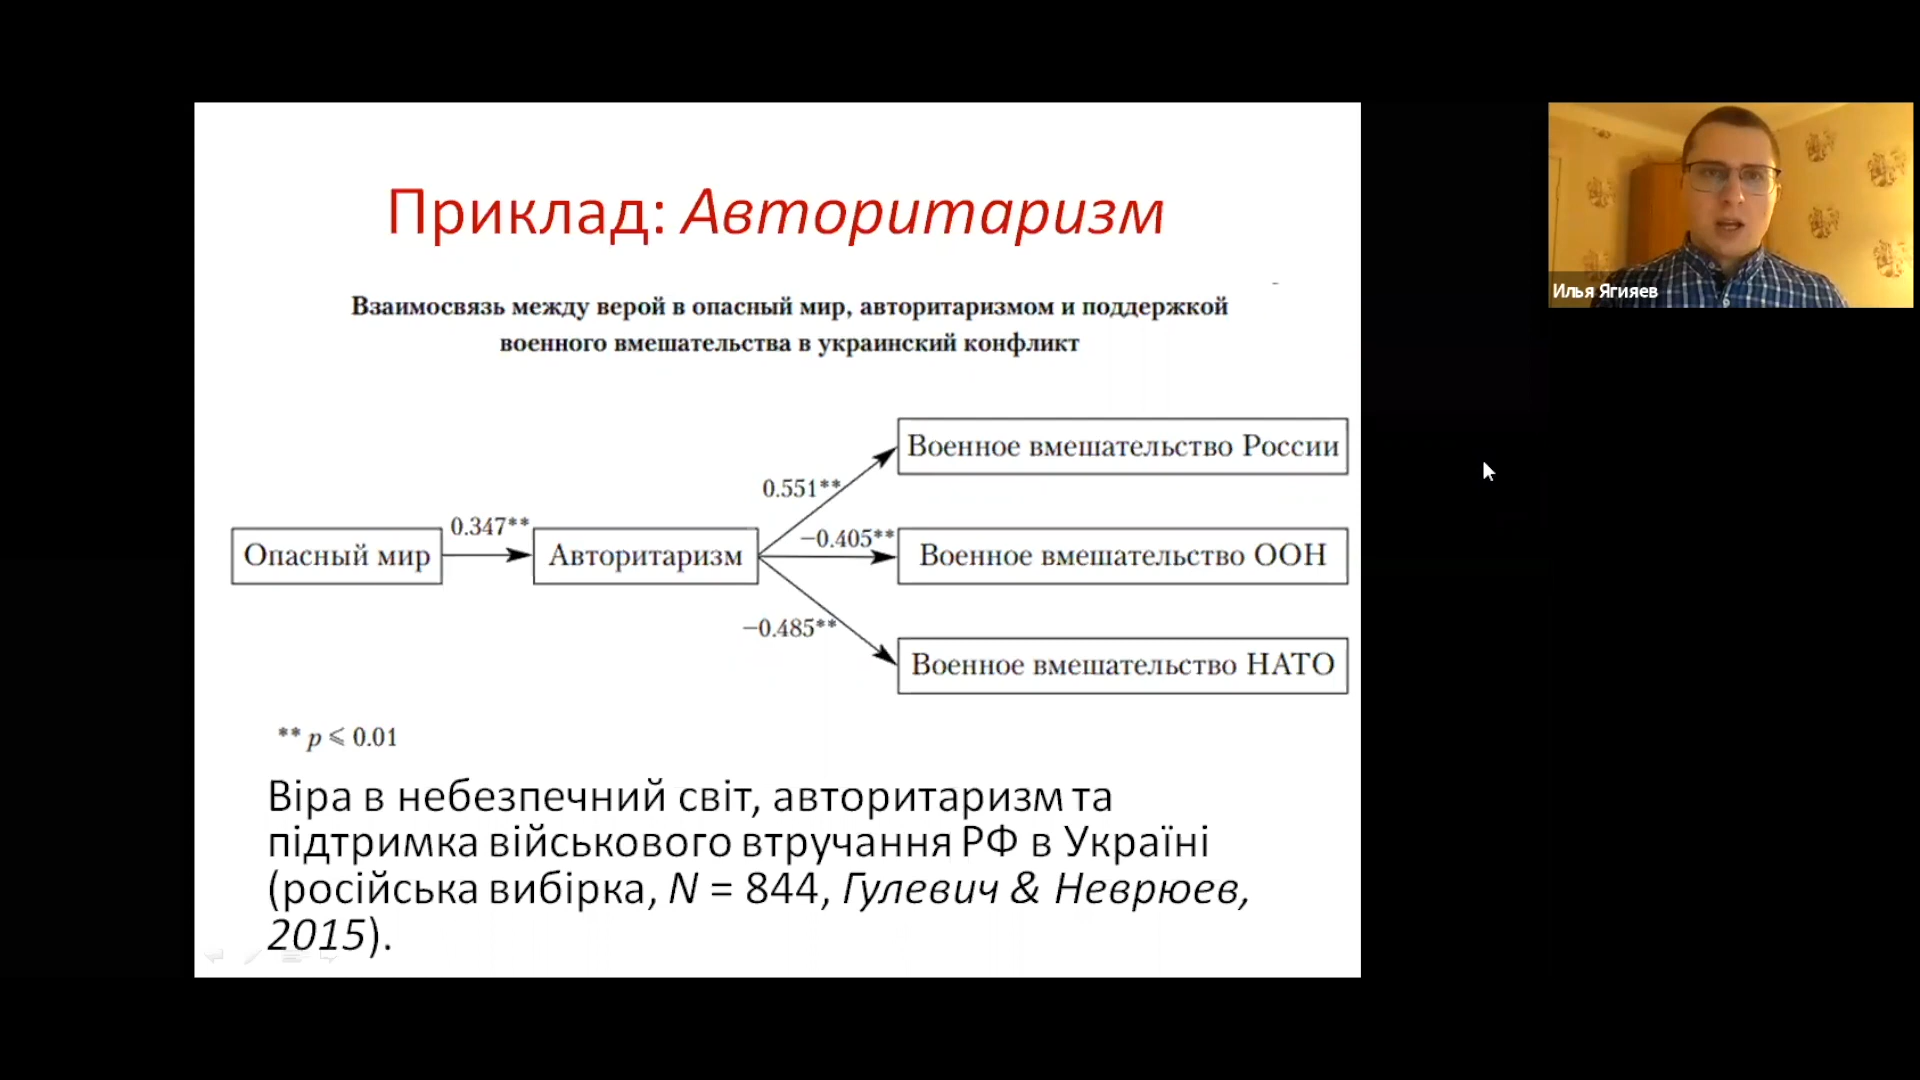 Приклад: Авторитаризм
Взаимосвязь между верой в опасный мир, авторитаризмом и поддержкой
военного вмешательства в украинский конфликт
Военное вмешательство России
0.551**
0.347**
−0.405**
Опасный мир
Авторитаризм
Военное вмешательство ООН
−0.485**
Военное вмешательство НАТО
** p ⩽ 0.01
Віра в небезпечний світ, авторитаризм та
підтримка військового втручання РФ в Україні
(російська вибірка, N = 844, Гулевич & Неврюев,
2015).
Илья Ягияев